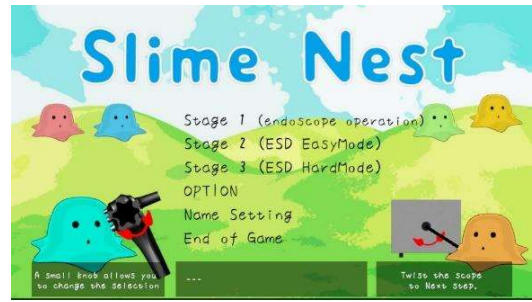 Slime Nest
Stage 1 (endoscope operation)
Stage 2 (ESD EasyMode)
Stage 3 (ESD HardMode)
OPTION
Name Setting
End of Game
A small knob allows you
to change the selection
---
Twist the scope
to Next step.